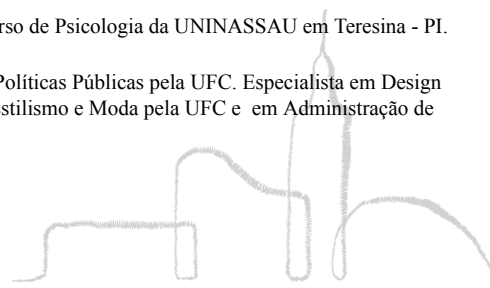 rso de Psicologia da UNINASSAU em Teresina - PI.
Políticas Públicas pela UFC. Especialista em Design
stilismo e Moda pela UFC e  em Administração de